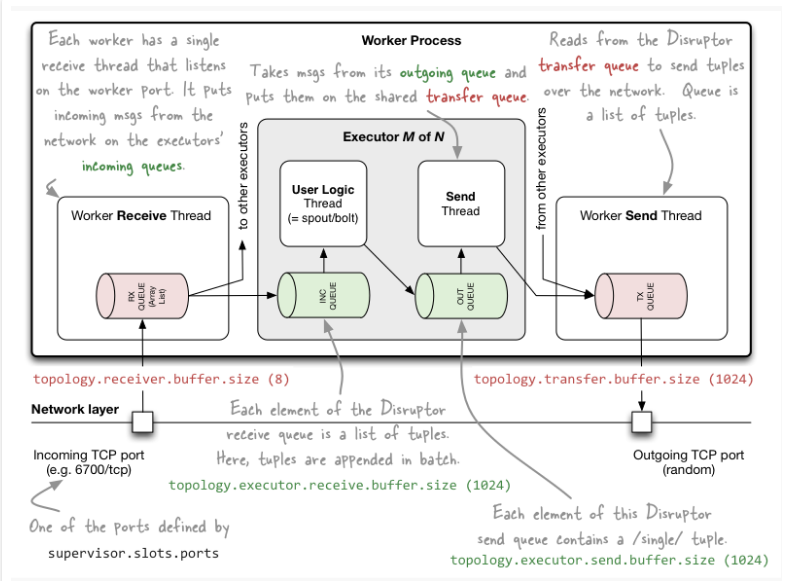 Worker Process
Each worker has a single
receive thread that listens
on the worker port. It puts
incoming msgs from the
network on the executors'
incoming queues.
Takes msgs from its outgoing queue and
puts them on the shared transfer queue.
Reads from the Disruptor
transfer queue to send tuples
over the network. Queue is
a list of tuples.
to other executors
Executor M of N
from other executors
Worker Receive Thread
User Logic
Thread
(= spout/bolt)
Send
Thread
Worker Send Thread
RX
QUEUE
(Array
List)
INC
QUEUE
OUT
QUEUE
TX
QUEUE
topology.receiver.buffer.size (8)
topology.transfer.buffer.size (1024)
Network layer
Each element of the Disruptor
receive queue is a list of tuples.
Here, tuples are appended in batch.
topology.executor.receive.buffer.size (1024)
Incoming TCP port
(e.g. 6700/tcp)
Outgoing TCP port
(random)
One of the ports defined by
supervisor.slots.ports
Each element of this Disruptor
send queue contains a /single/ tuple.
topology.executor.send.buffer.size (1024)